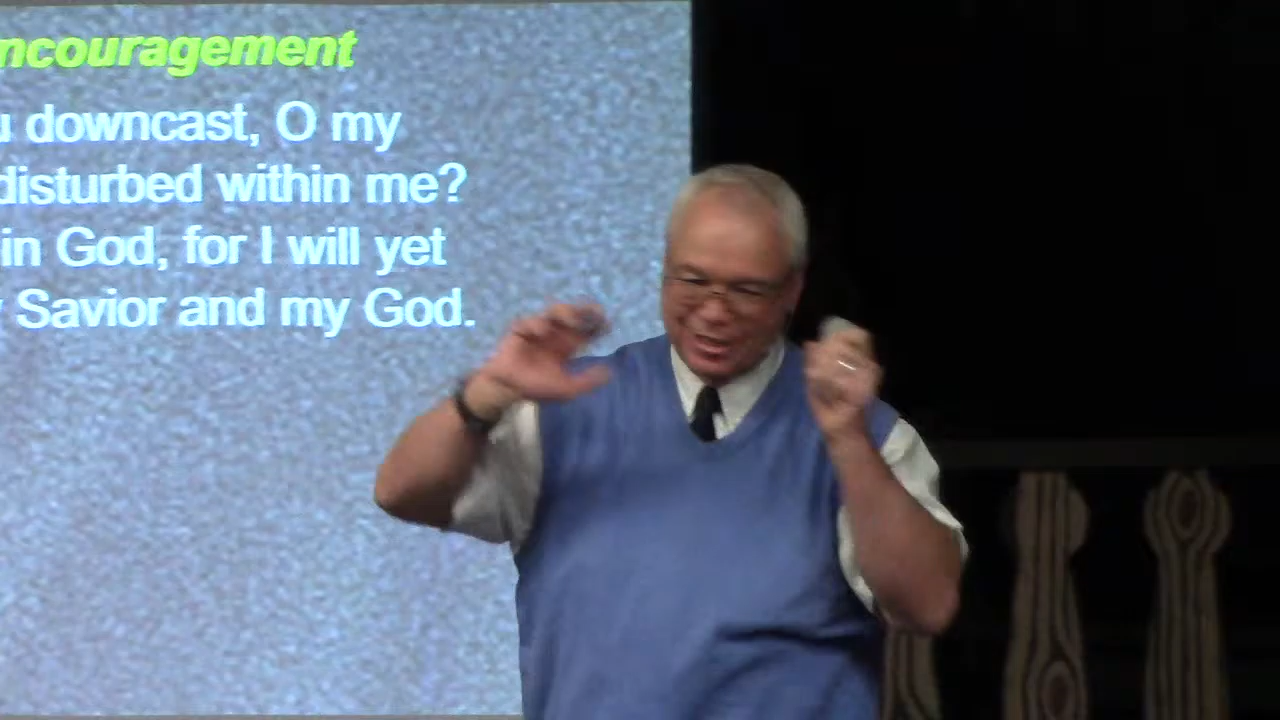 ncouragement
u downcast, O my
disturbed within me?
in God, for I will yet
y Savior and my God.